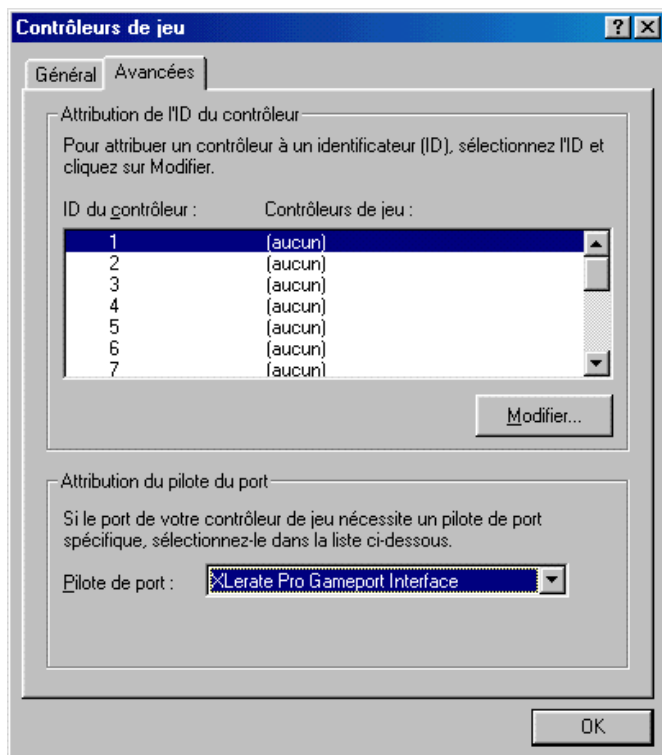 Contrôleurs de jeu
Général
Avancées
Attribution de l'ID du contrôleur
Pour attribuer un contrôleur à un identificateur (ID), sélectionnez l'ID et
cliquez sur Modifier.
ID du contrôleur : Contrôleurs de jeu :
1 (aucun)
2 (aucun)
3 (aucun)
4 (aucun)
5 (aucun)
6 (aucun)
7 (aucun)
Modifier...
Attribution du pilote du port
Si le port de votre contrôleur de jeu nécessite un pilote de port
spécifique, sélectionnez-le dans la liste ci-dessous.
Pilote de port : XLerate Pro Gameport Interface
OK